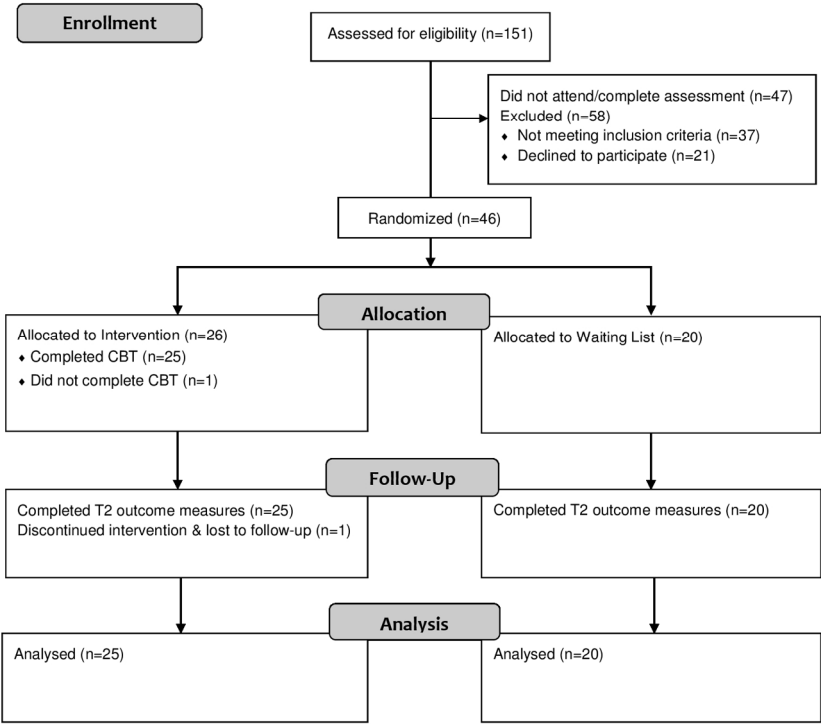 Enrollment
Assessed for eligibility (n=151)
Did not attend/complete assessment (n=47)
Excluded (n=58)
♦ Not meeting inclusion criteria (n=37)
♦ Declined to participate (n=21)
Randomized (n=46)
Allocation
Allocated to Intervention (n=26)
♦ Completed CBT (n=25)
♦ Did not complete CBT (n=1)
Allocated to Waiting List (n=20)
Follow-Up
Completed T2 outcome measures (n=25)
Discontinued intervention & lost to follow-up (n=1)
Completed T2 outcome measures (n=20)
Analysis
Analysed (n=25)
Analysed (n=20)